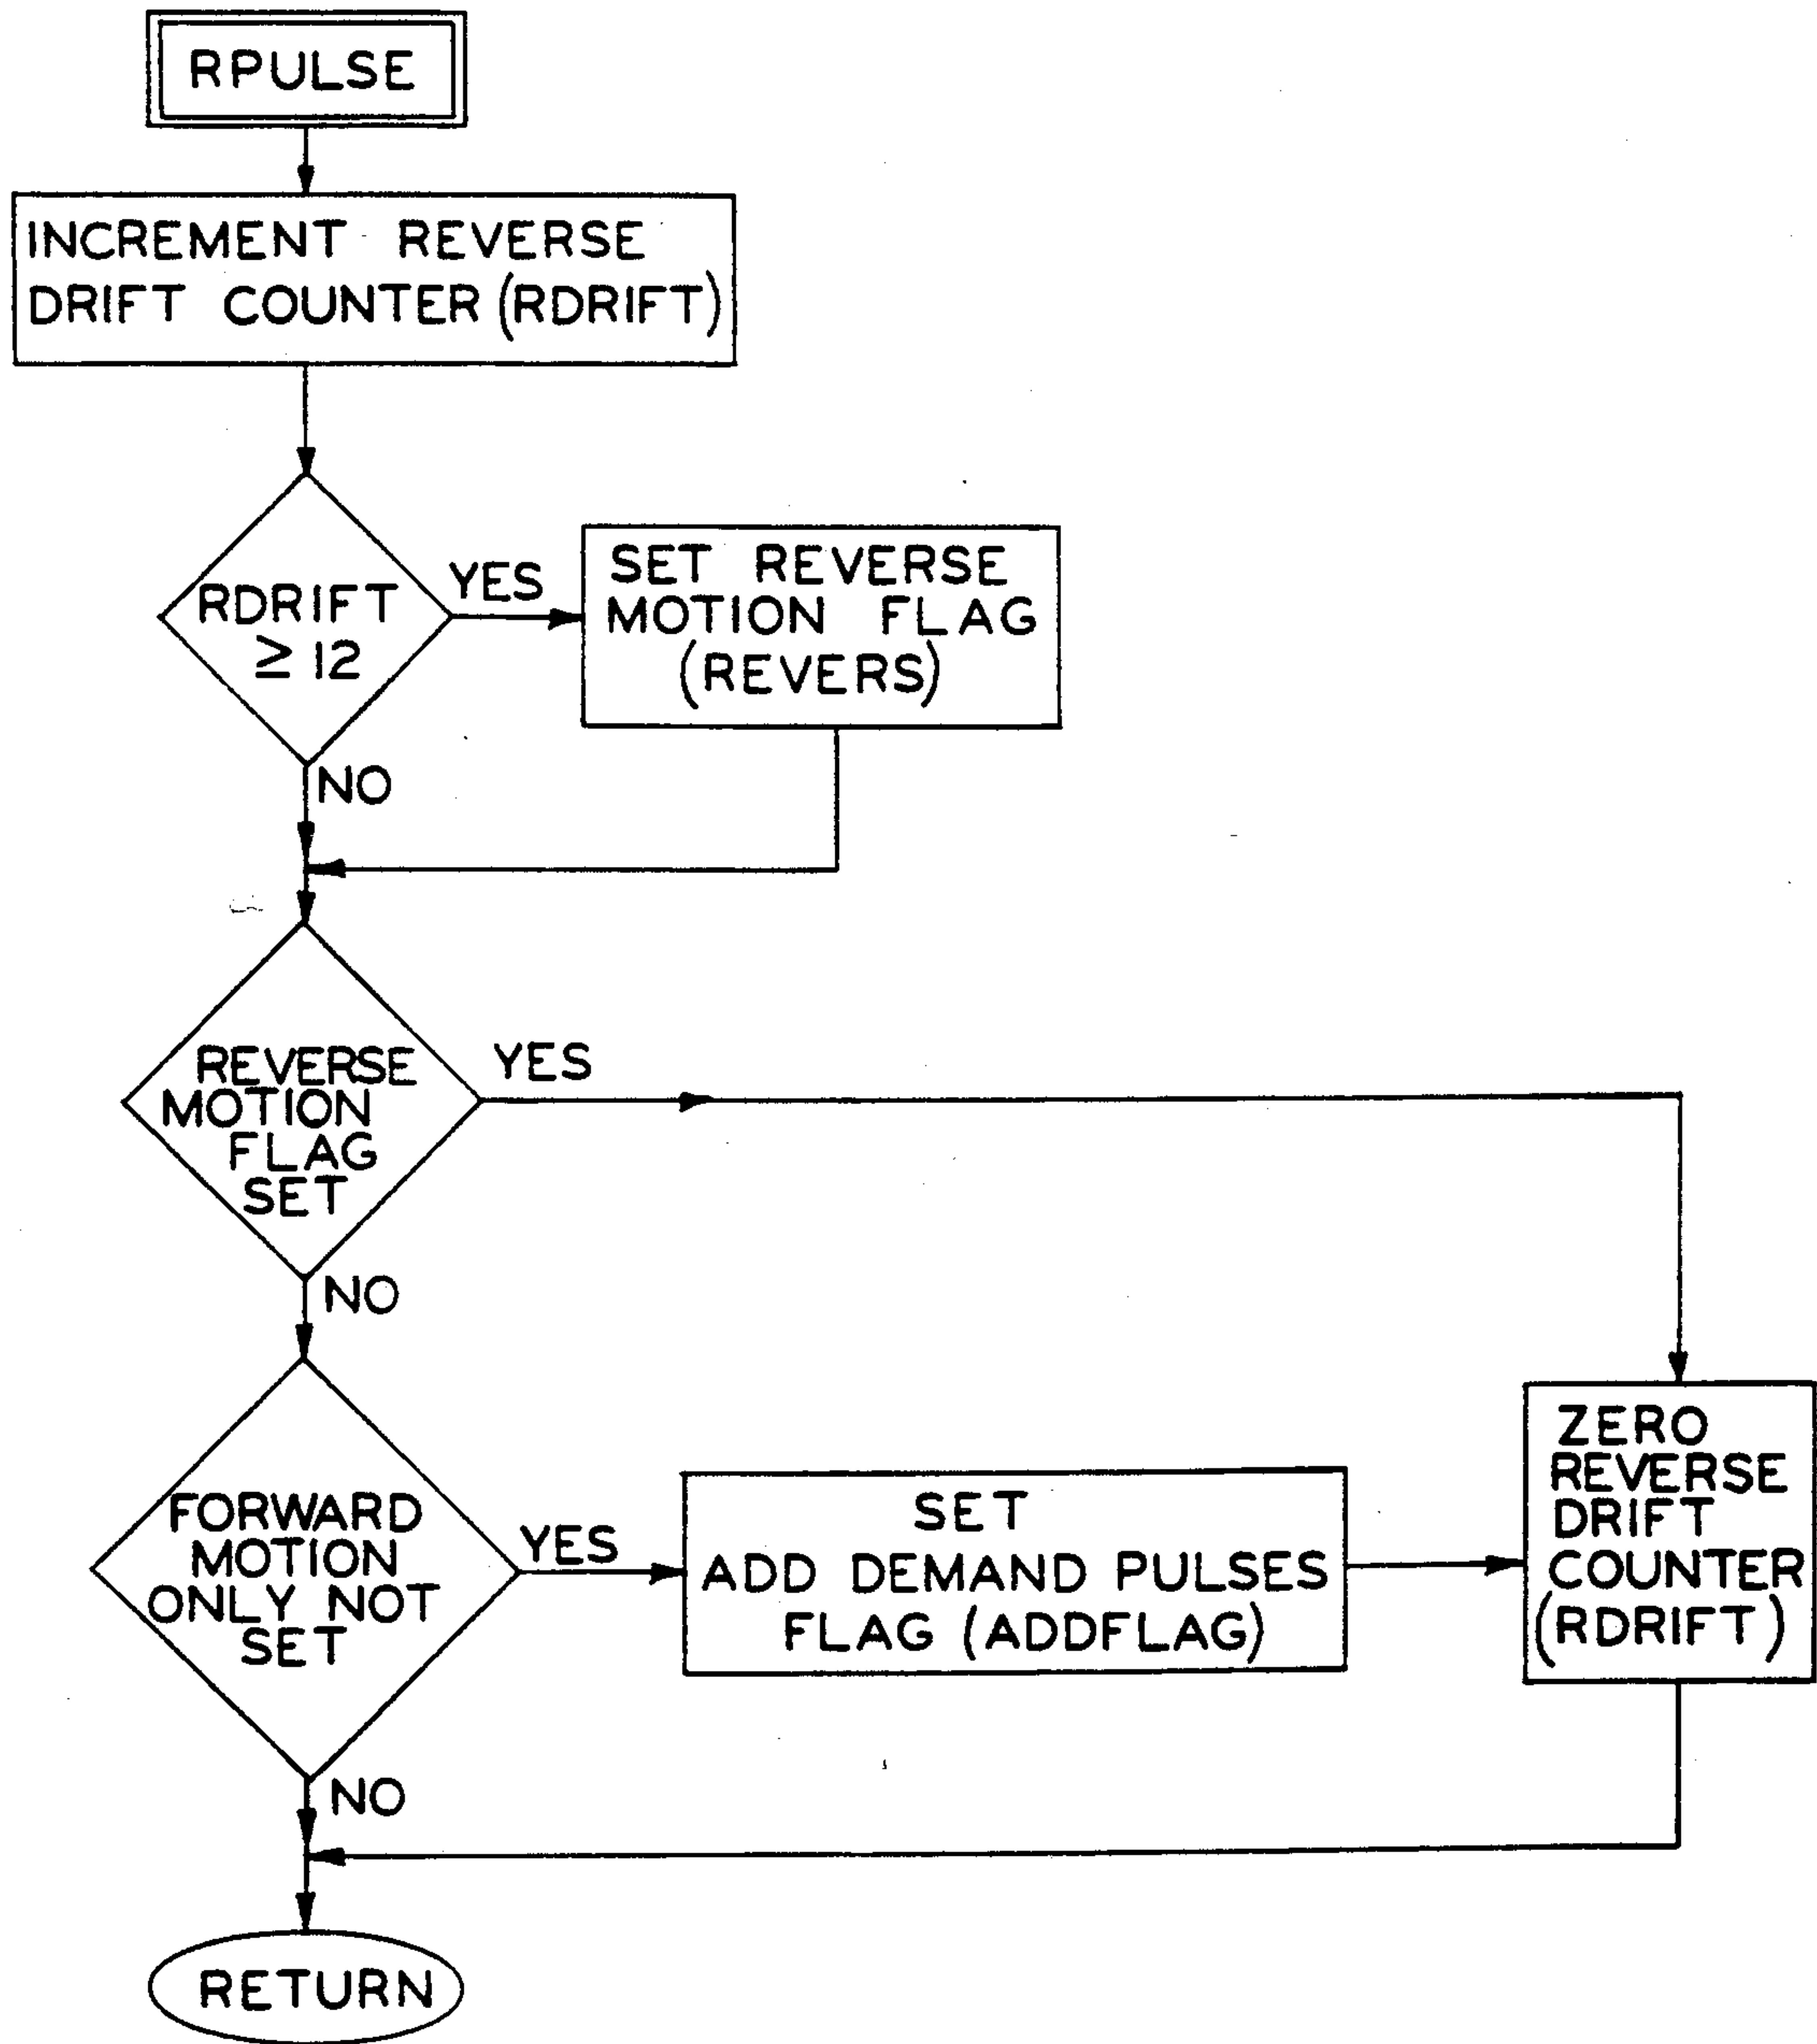 RPULSE
INCREMENT REVERSE
DRIFT COUNTER (RDRIFT)
RDRIFT
≥ 12
YES
SET REVERSE
MOTION FLAG
(REVERS)
NO
REVERSE
MOTION
FLAG
SET
YES
NO
FORWARD
MOTION
ONLY NOT
SET
YES
SET
ADD DEMAND PULSES
FLAG (ADDFLAG)
ZERO
REVERSE
DRIFT
COUNTER
(RDRIFT)
NO
RETURN